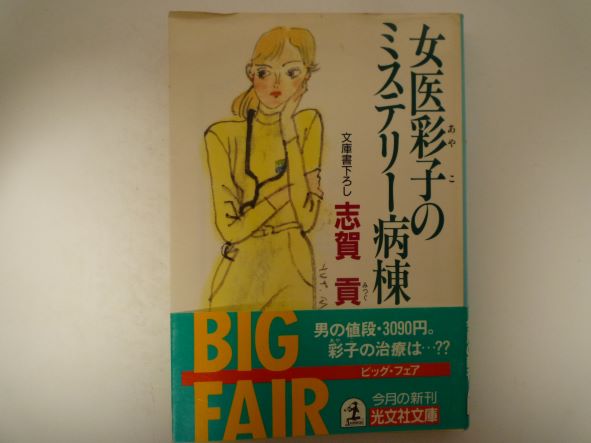 女医彩子の
あやこ
ミステリー病棟
文庫書下ろし
志賀 貢
みつぐ
BIG
FAIR
男の値段・3090円。
彩子の治療は…??
あや
ビッグ・フェア
今月の新刊
光文社文庫